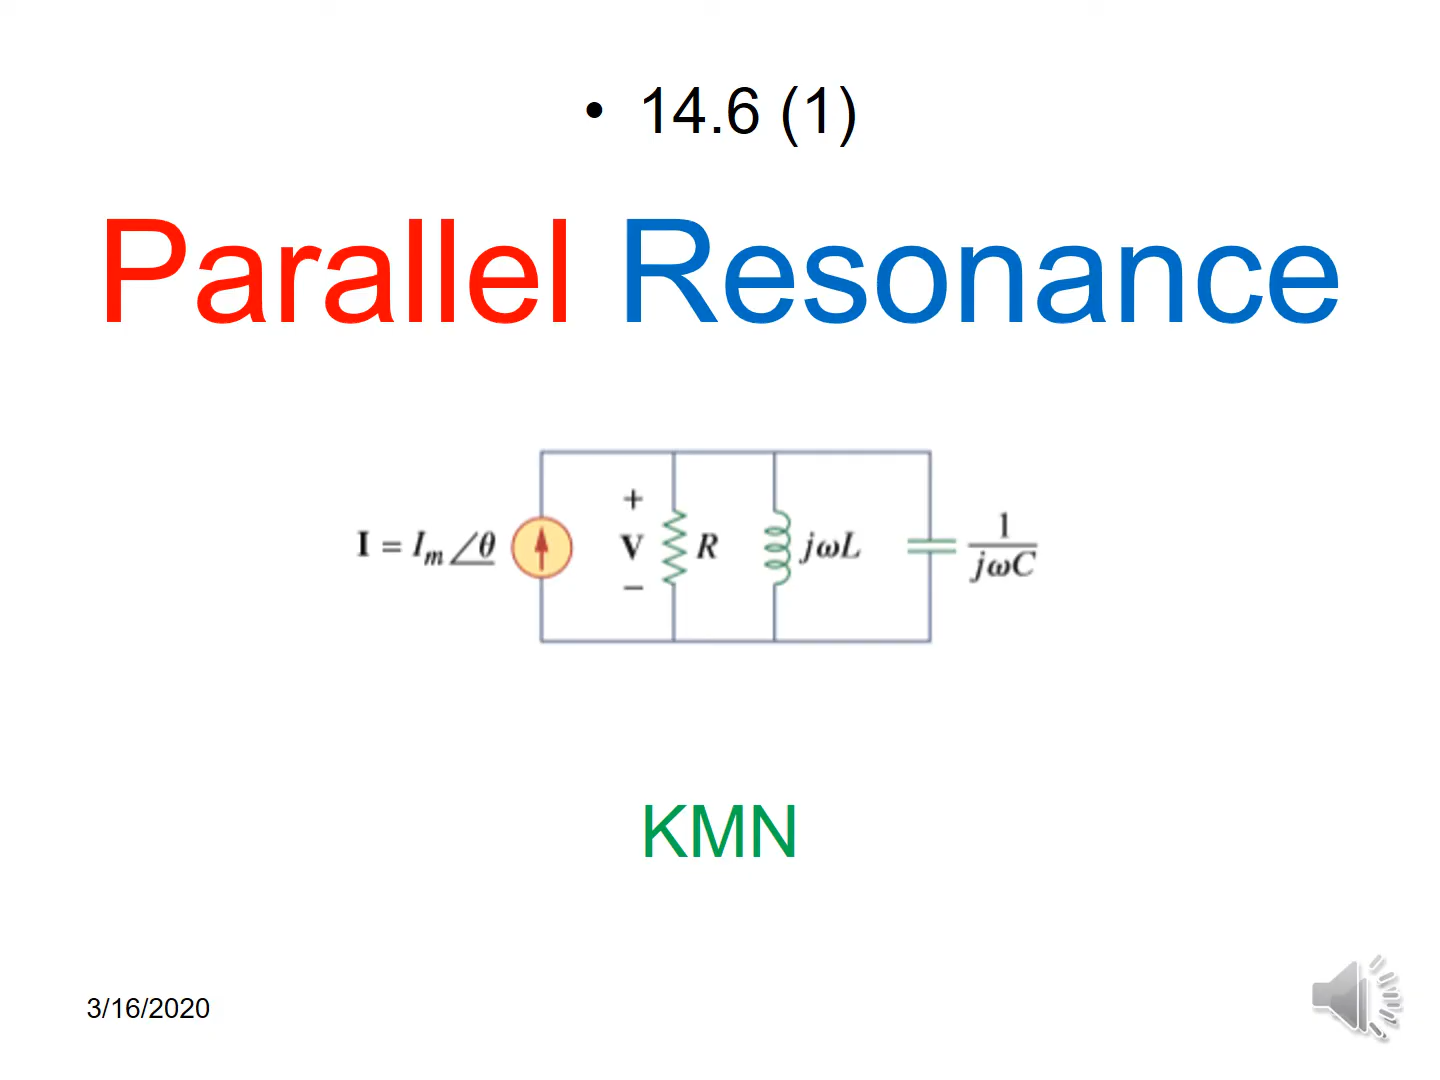 • 14.6 (1)
Parallel Resonance
I = Im∠θ
+
V
−
R
jωL
1
jωC
KMN
3/16/2020